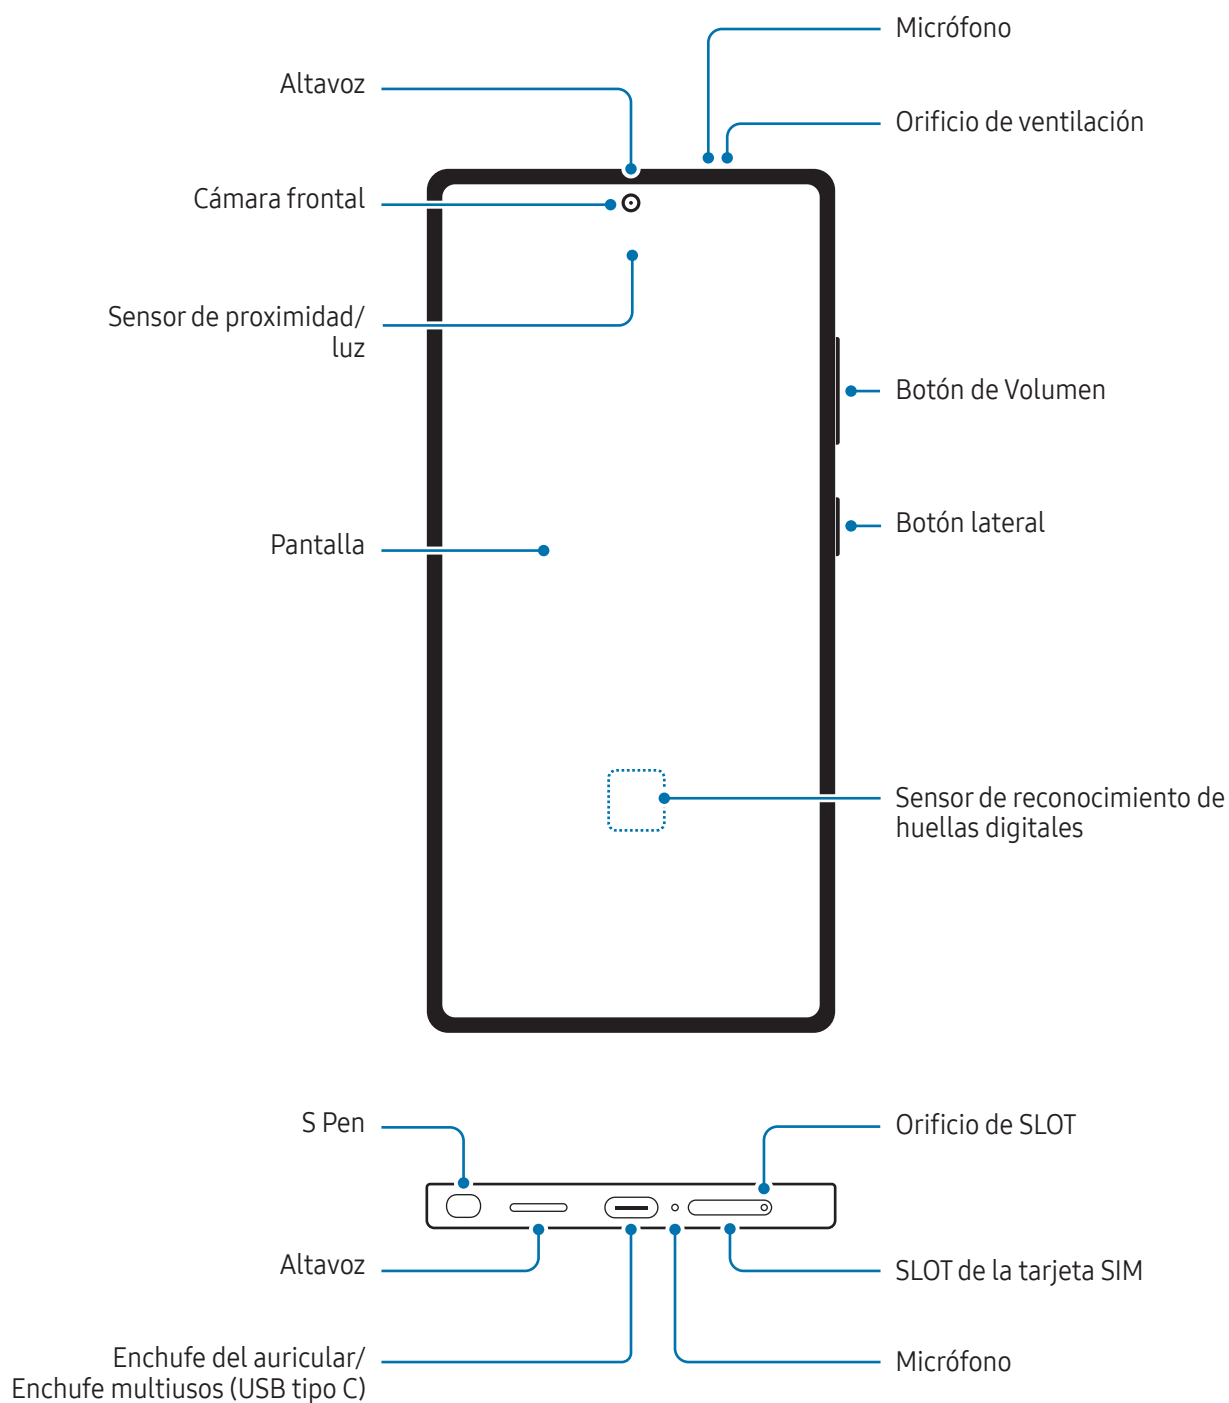 Micrófono
Altavoz
Orificio de ventilación
Cámara frontal
Sensor de proximidad/
luz
Botón de Volumen
Botón lateral
Pantalla
Sensor de reconocimiento de
huellas digitales
S Pen
Orificio de SLOT
Altavoz
SLOT de la tarjeta SIM
Enchufe del auricular/
Enchufe multiusos (USB tipo C)
Micrófono